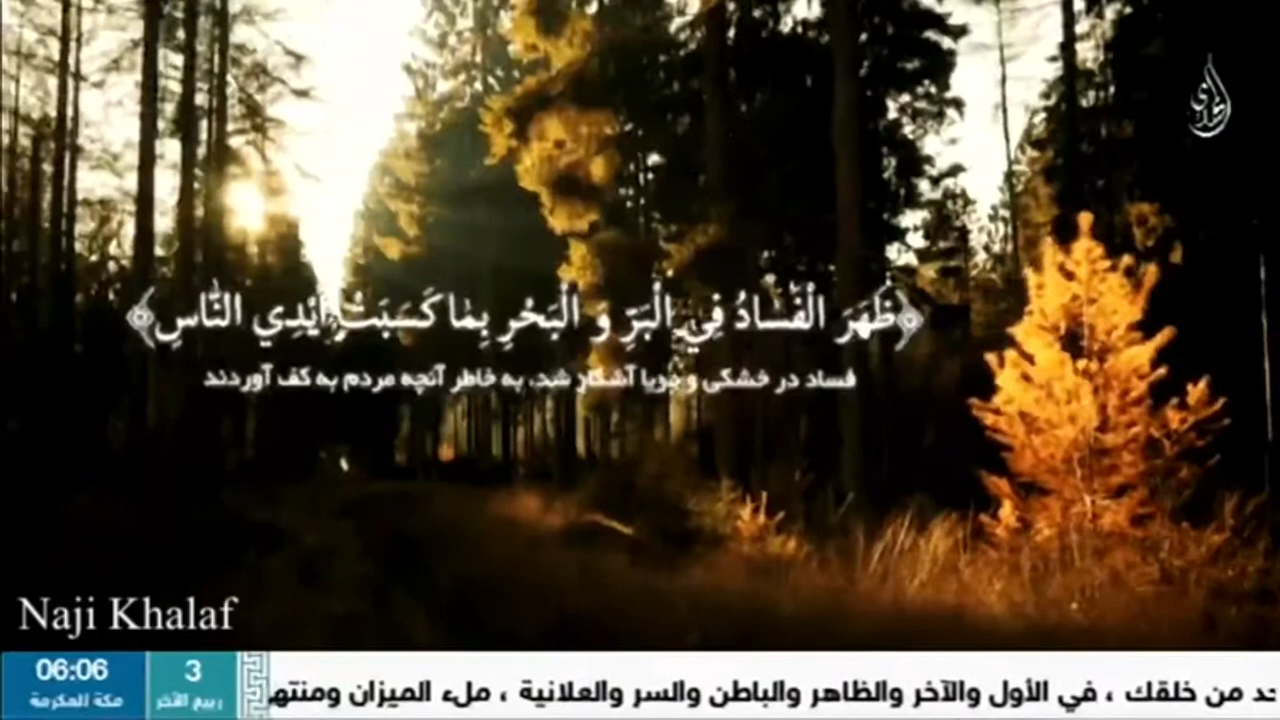 ﴿ظَهَرَ الْفَسَادُ فِي الْبَرِّ وَ الْبَحْرِ بِمَا كَسَبَتْ اَيْدِي النَّاسِ﴾
فساد در خشکی و دریا آشکار شد، به خاطر آنچه مردم به کف آوردند
Naji Khalaf
06:06
مكة المكرمة
3
ربيع الآخر
من خلقك ، في الأول والآخر والظاهر والباطن والسر والعلانية ، ملء الميزان